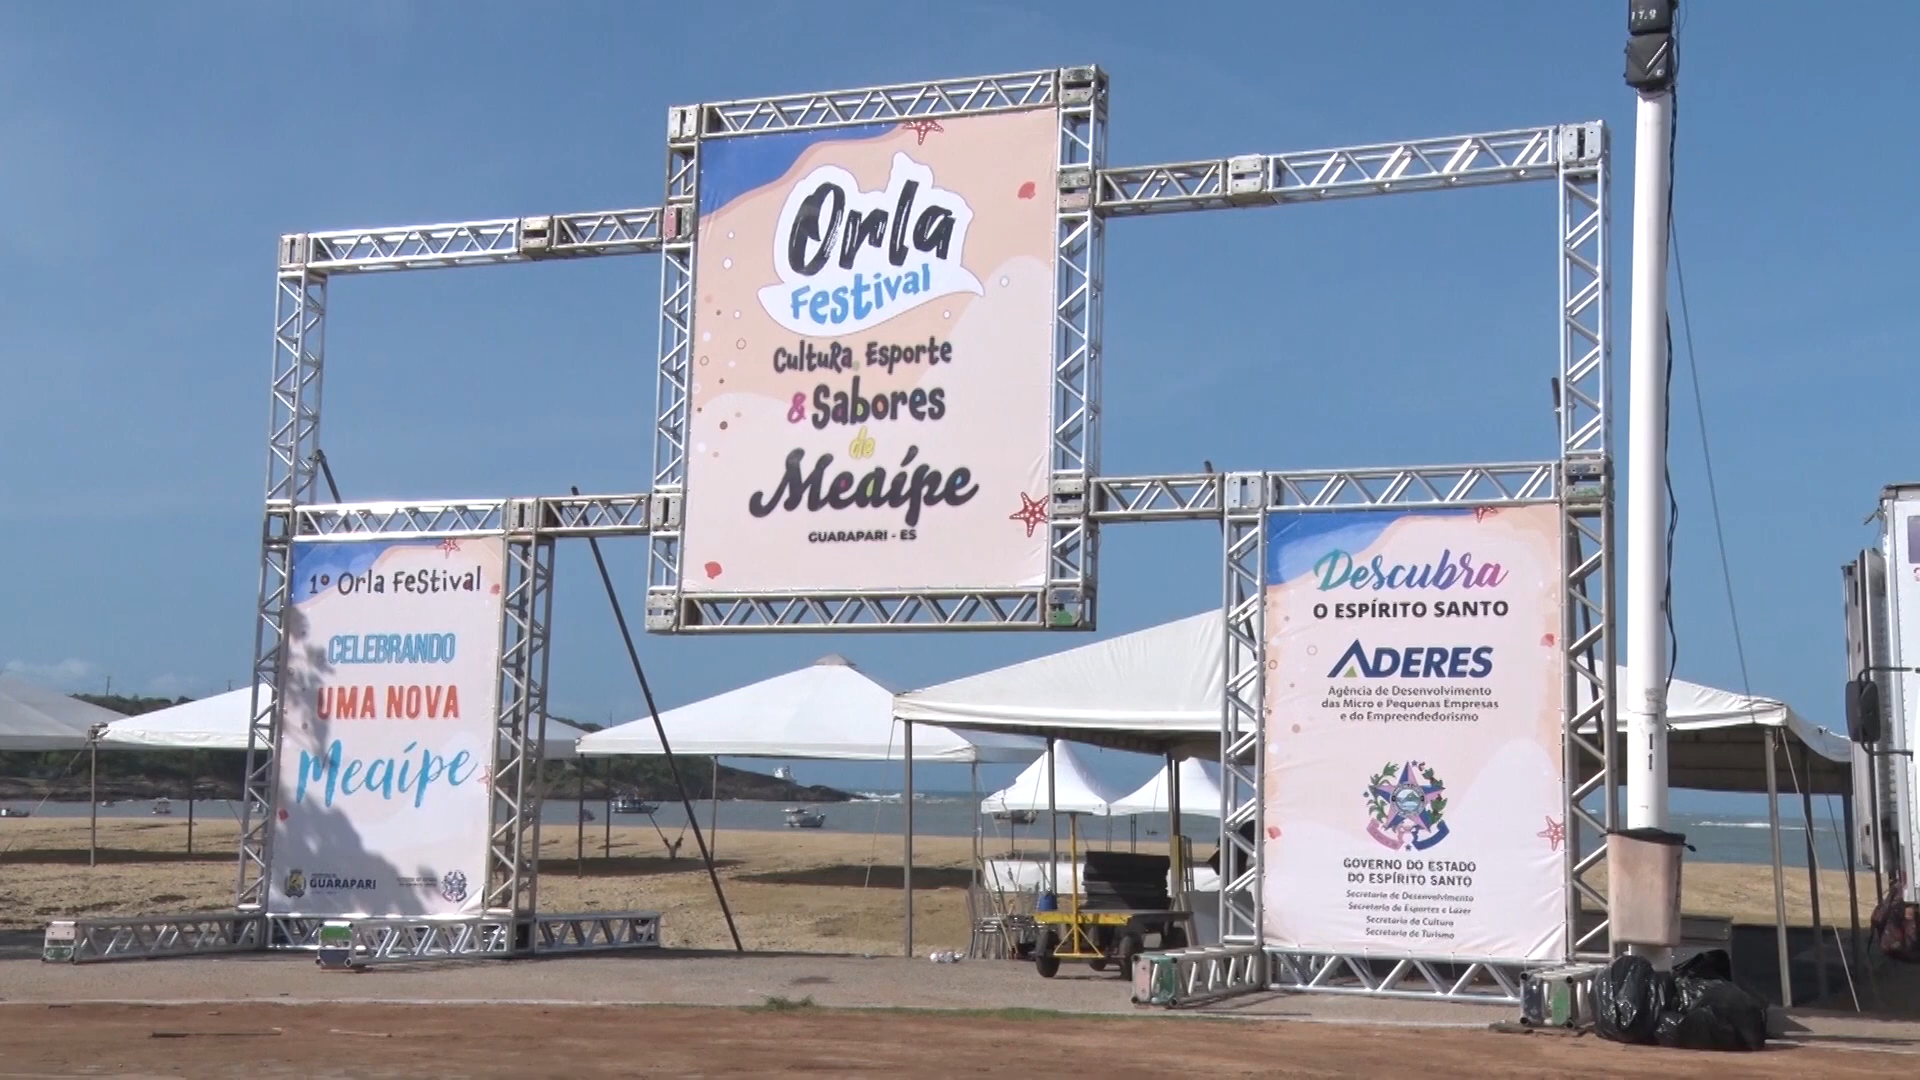 Orla
Festival
Cultura, Esporte
& Sabores
de
Meaípe
GUARAPARI - ES
1º Orla Festival
CELEBRANDO
UMA NOVA
Meaípe
GUARAPARI
Descubra
O ESPÍRITO SANTO
ADERES
Agência de Desenvolvimento
das Micro e Pequenas Empresas
e do Empreendedorismo
GOVERNO DO ESTADO
DO ESPÍRITO SANTO
Secretaria de Desenvolvimento
Secretaria de Esportes e Lazer
Secretaria da Cultura
Secretaria de Turismo